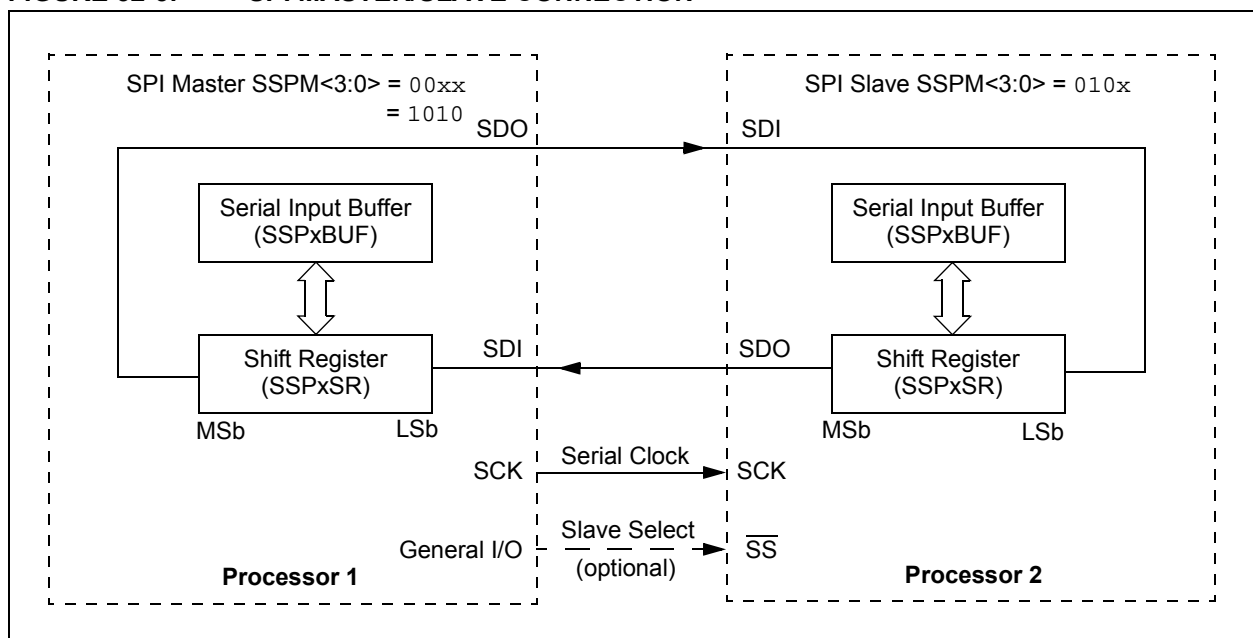 SPI Master SSPM<3:0> = 00xx
= 1010
SDO
Serial Input Buffer
(SSPxBUF)
Shift Register
(SSPxSR)
MSb
LSb
SDI
SCK
General I/O
Processor 1
Serial Clock
Slave Select
(optional)
SPI Slave SSPM<3:0> = 010x
SDI
Serial Input Buffer
(SSPxBUF)
SDO
Shift Register
(SSPxSR)
MSb
LSb
SCK
SS
Processor 2